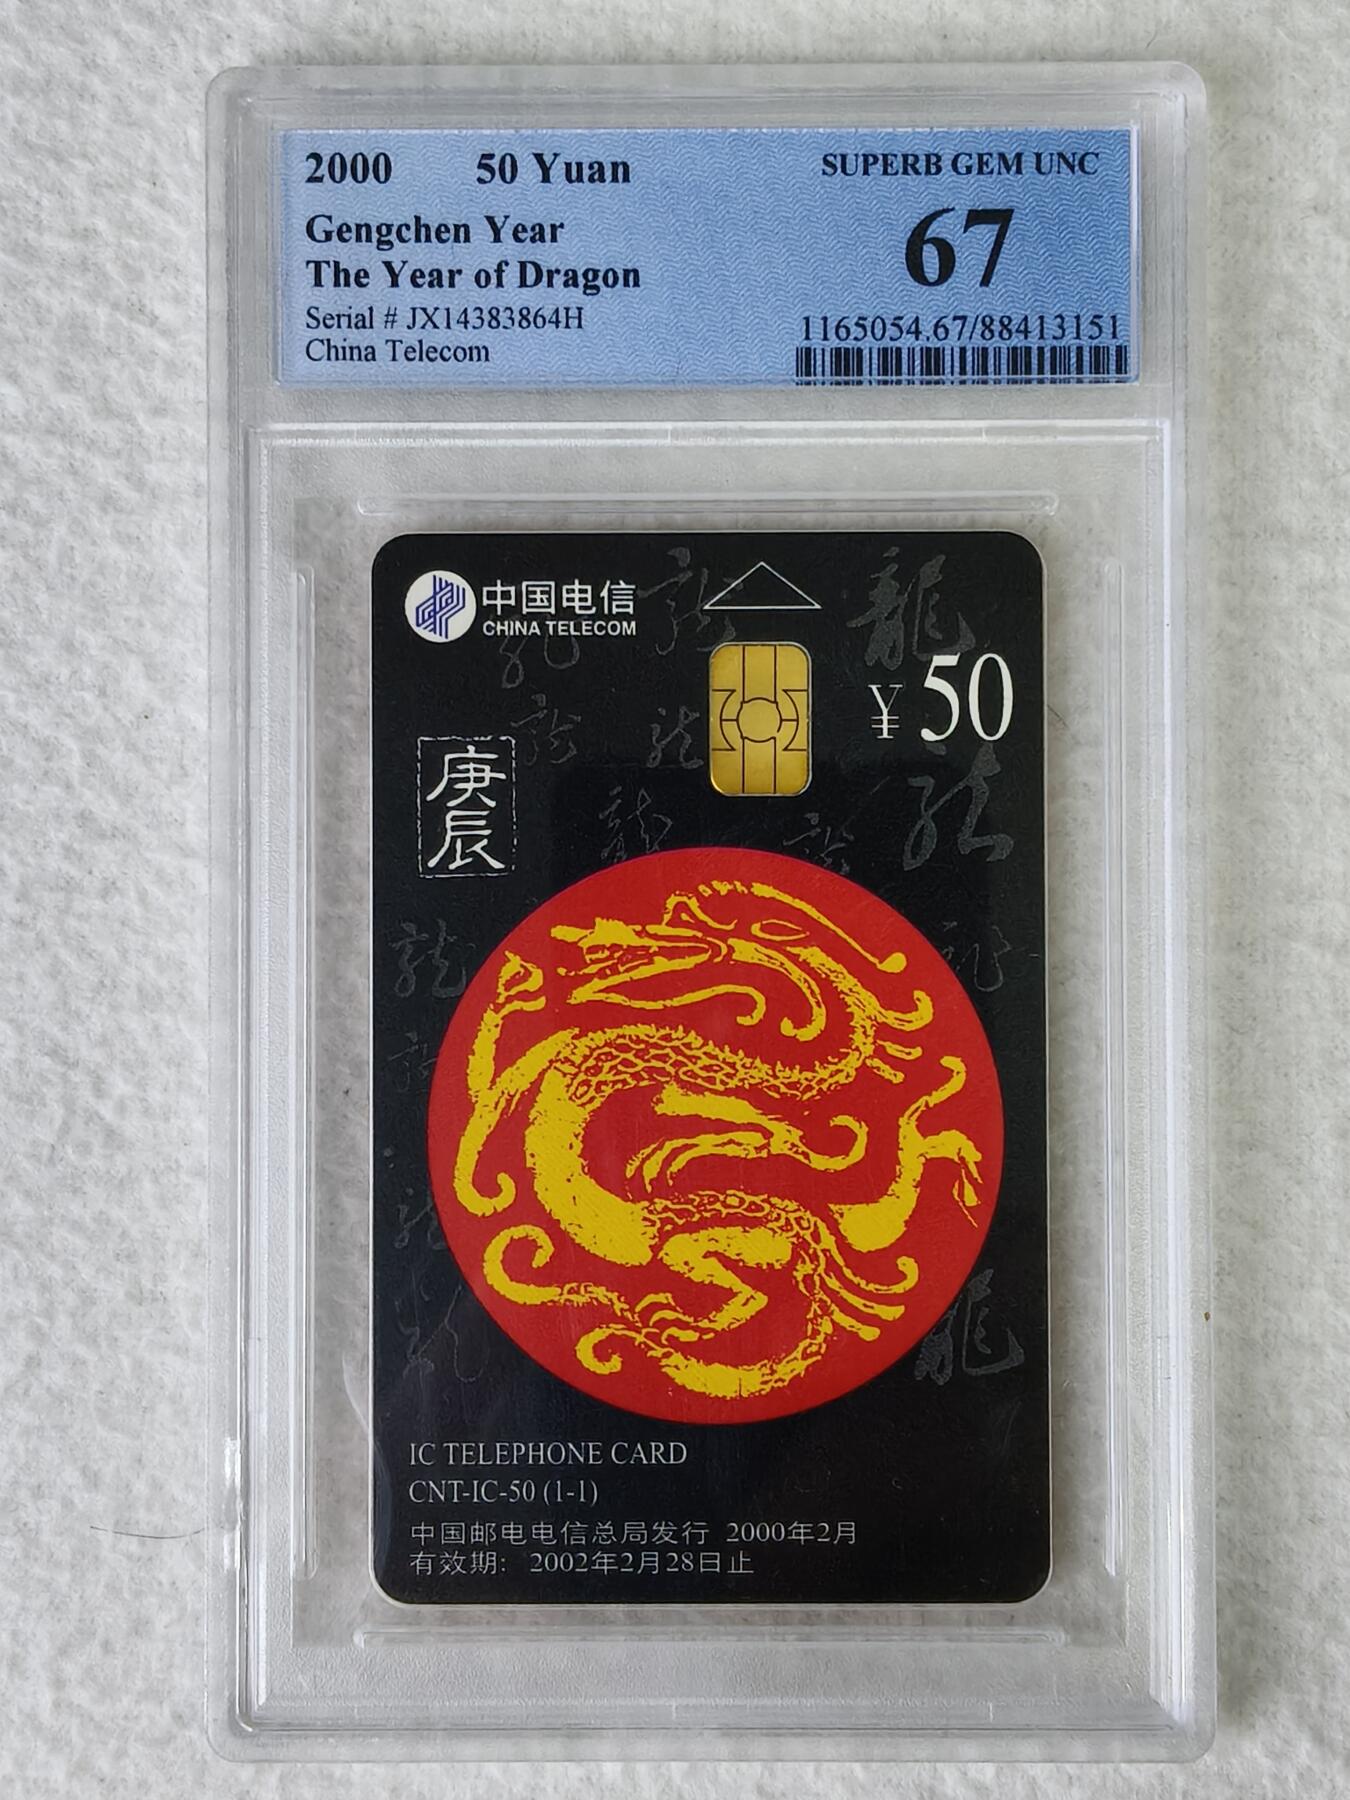 2000 50 Yuan
SUPERB GEM UNC
Gengchen Year
67
The Year of Dragon
Serial # JX14383864H
1165054.67/88413151
China Telecom
中国电信
CHINA TELECOM
¥50
庚辰
龍
IC TELEPHONE CARD
CNT-IC-50 (1-1)
中国邮电电信总局发行 2000年2月
有效期: 2002年2月28日止